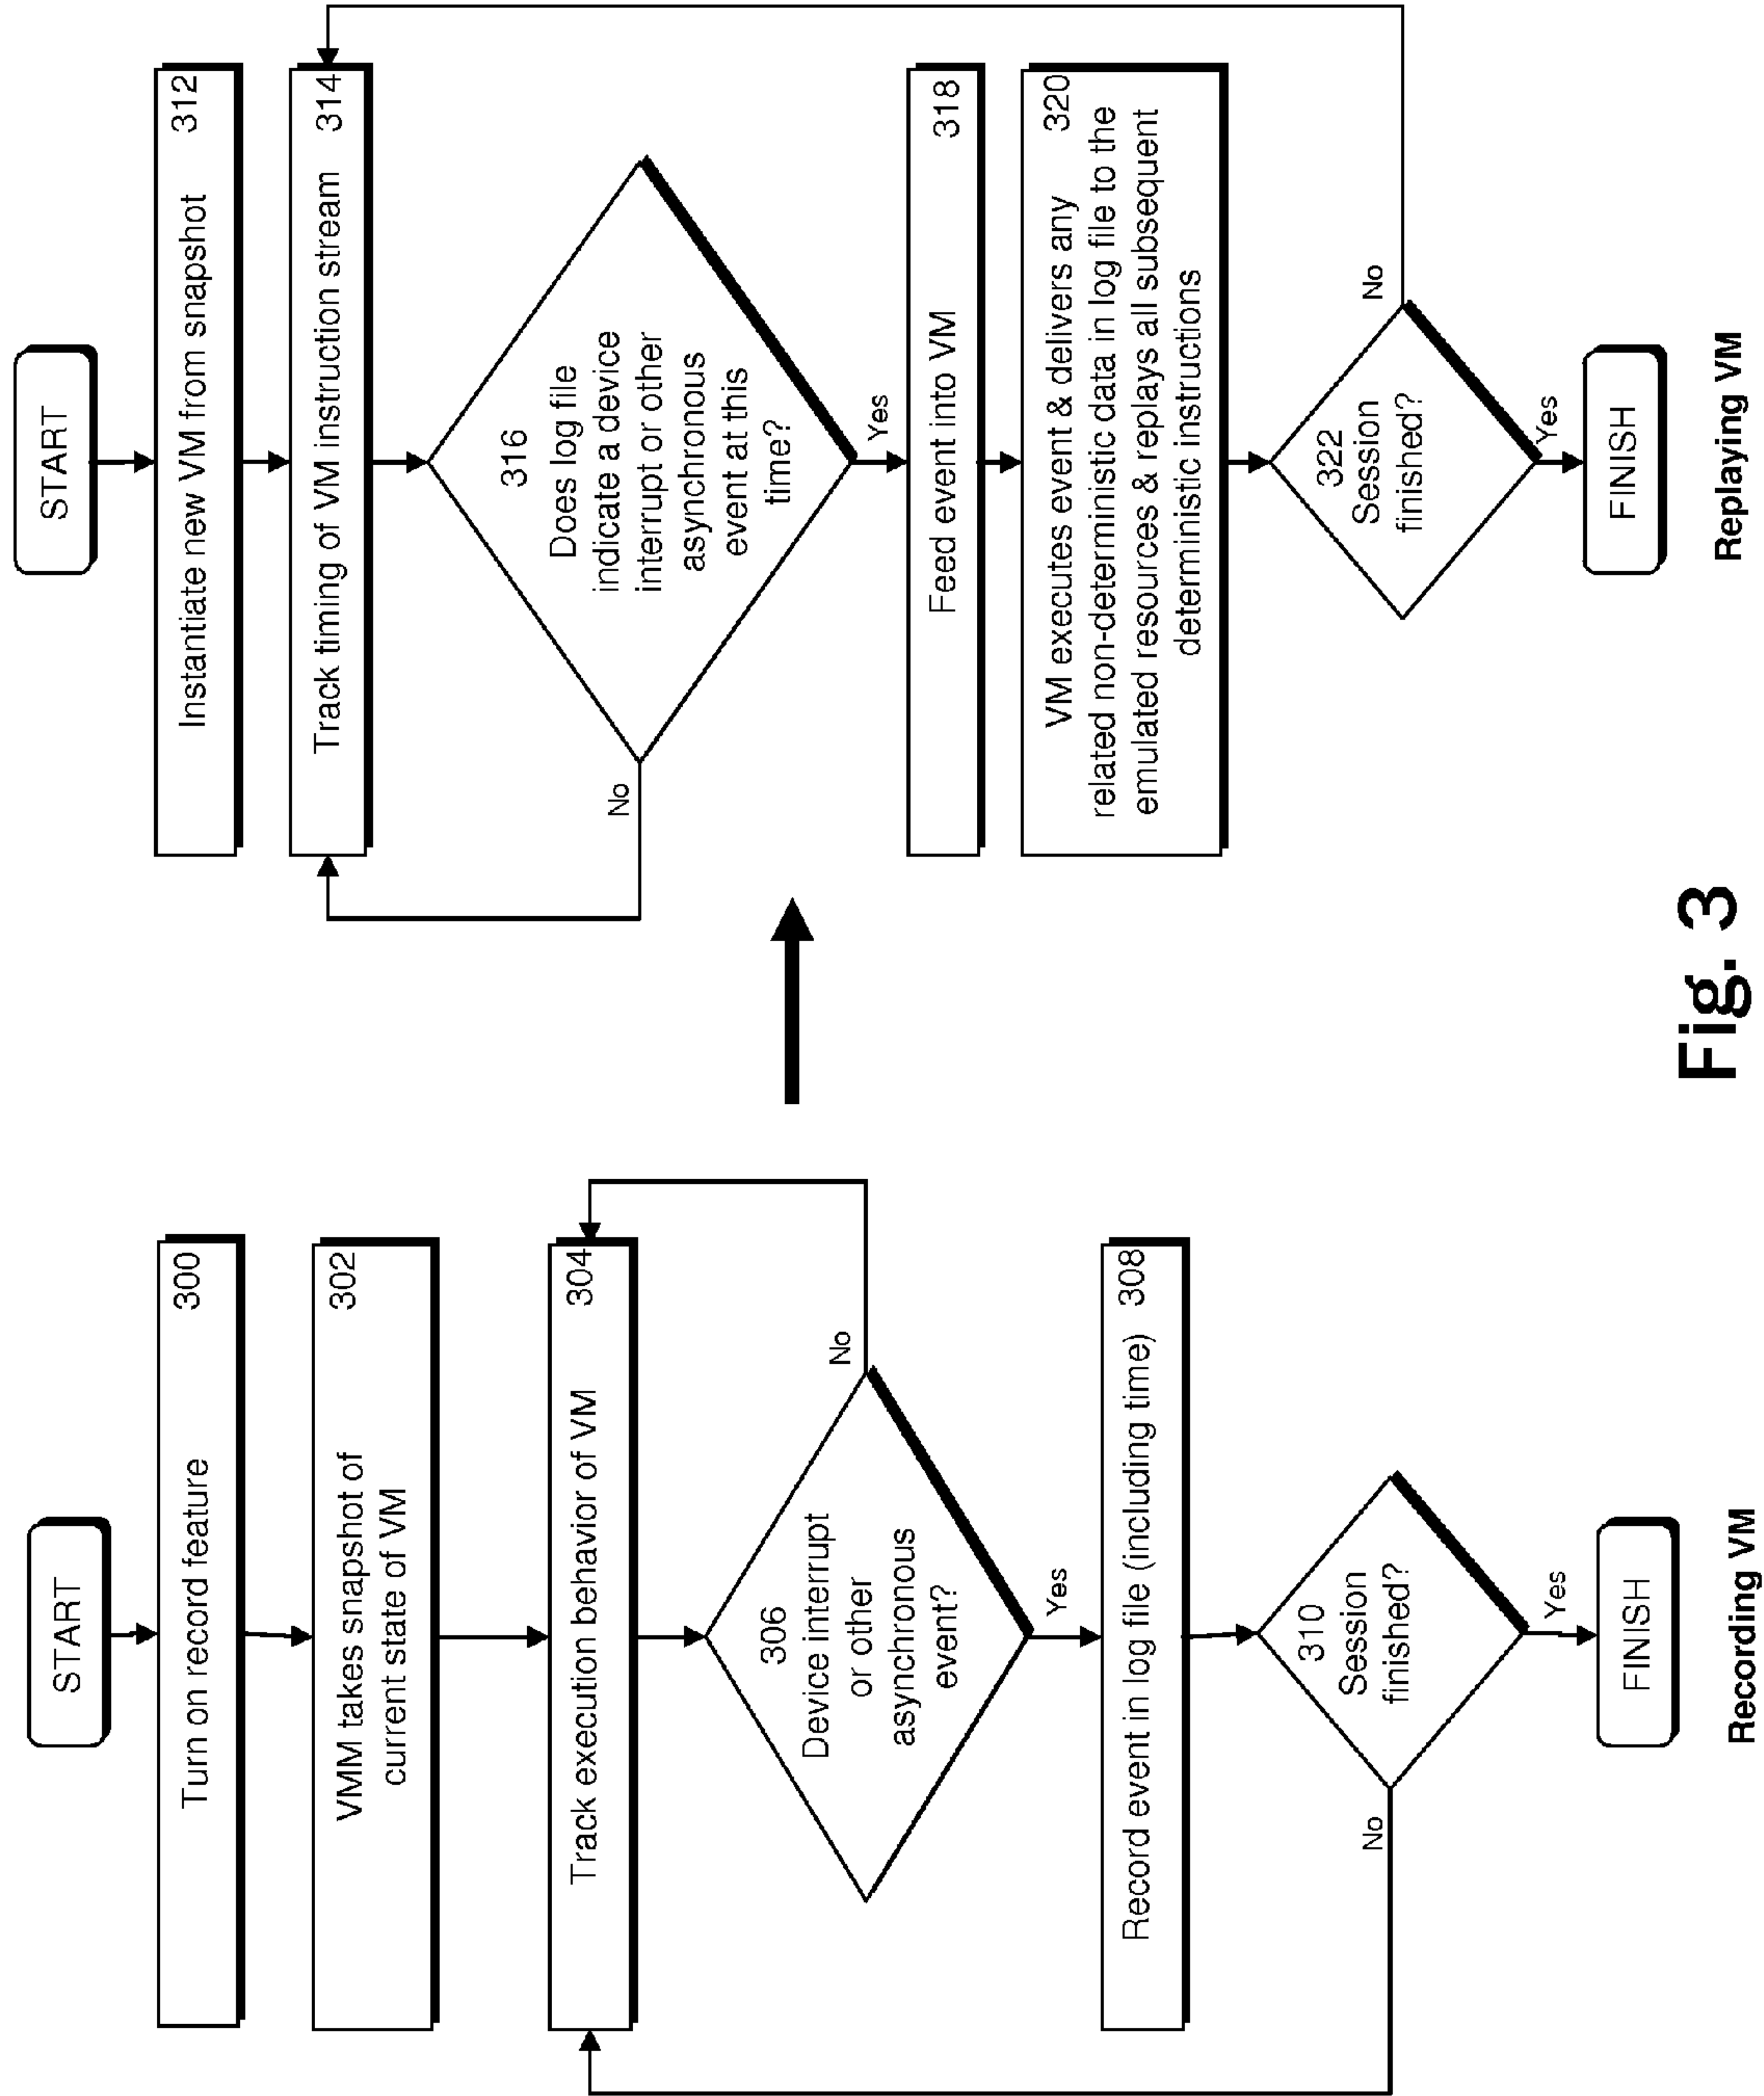 START
300
Turn on record feature
302
VMM takes snapshot of
current state of VM
304
Track execution behavior of VM
306
Device interrupt
or other
asynchronous
event?
No
Yes
Record event in log file (including time) 308
310
Session
finished?
No
Yes
FINISH
Recording VM
START
Instantiate new VM from snapshot 312
Track timing of VM instruction stream 314
316
Does log file
indicate a device
interrupt or other
asynchronous
event at this
time?
No
Yes
Feed event into VM 318
VM executes event & delivers any 320
related non-deterministic data in log file to the
emulated resources & replays all subsequent
deterministic instructions
322
Session
finished?
No
Yes
FINISH
Replaying VM
Fig. 3